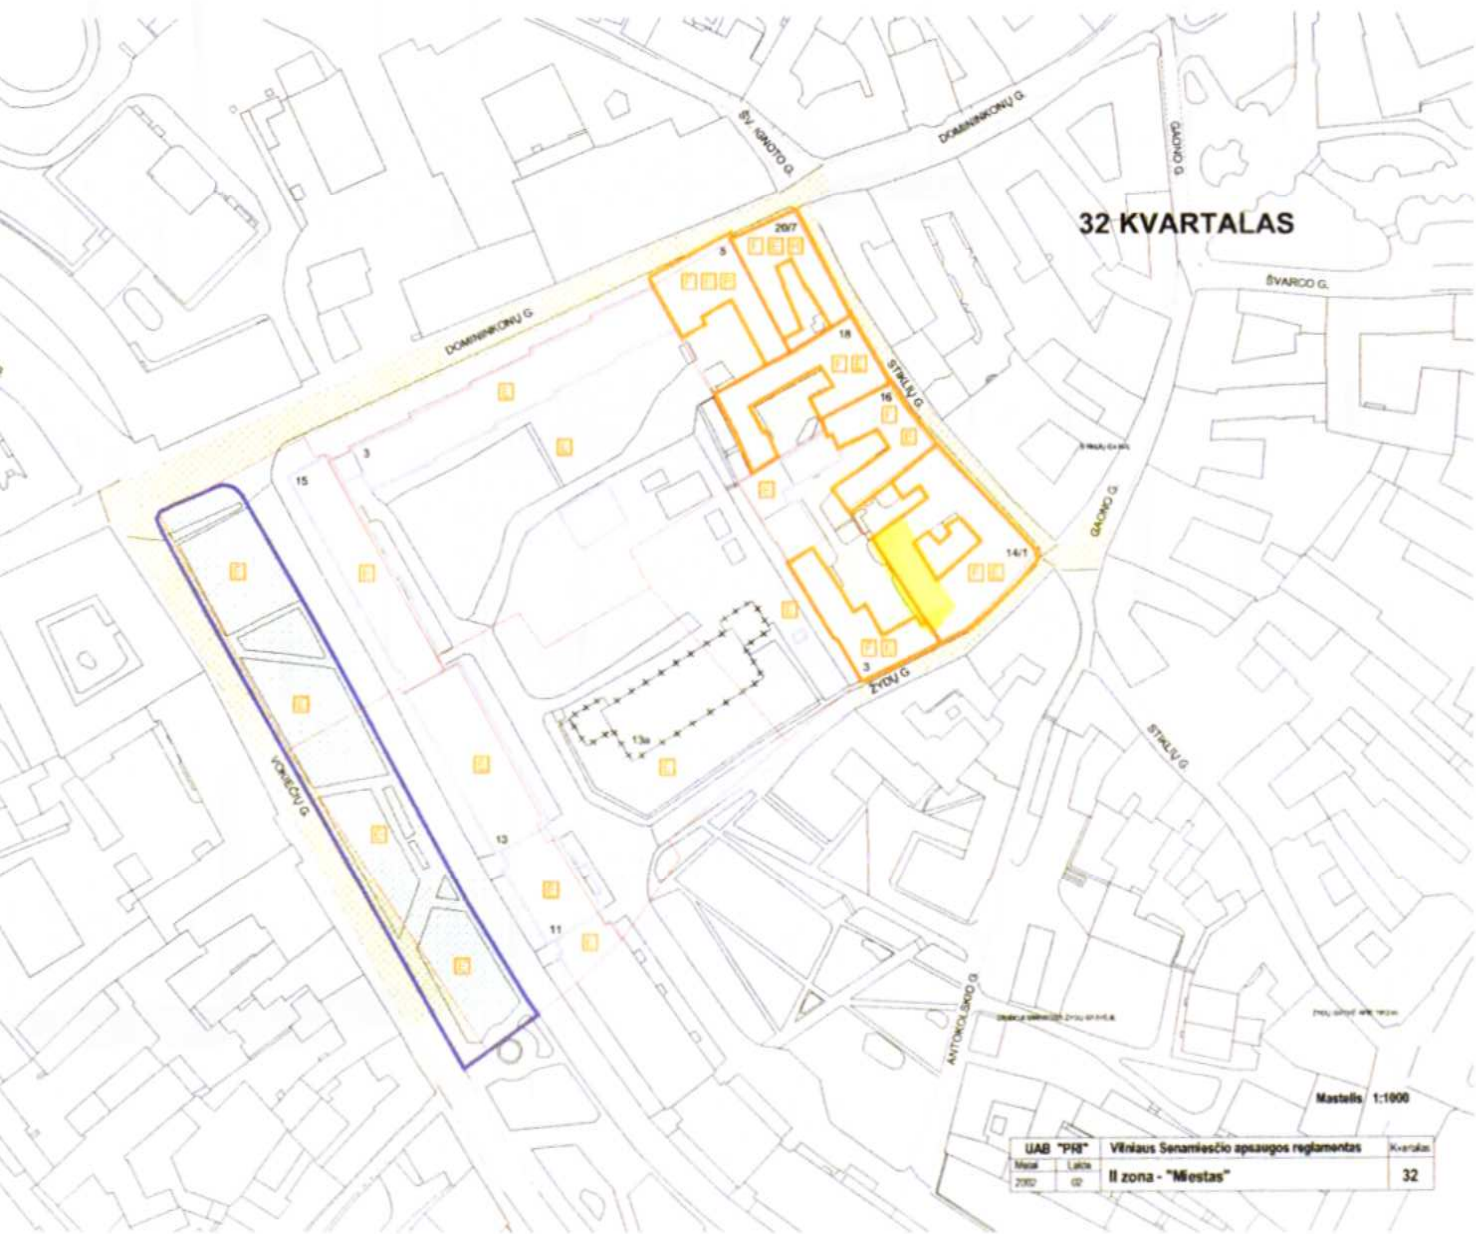 ŠV. IGNOTO G.
DOMININKONŲ G.
GAONO G.
32 KVARTALAS
ŠVARCO G.
20/7
5
DOMININKONŲ G.
18
STIKLIŲ G.
16
3
15
GAONO G.
14/1
3
ŽYDŲ G.
13a
STIKLIŲ G.
VOKIEČIŲ G.
13
11
ANTOKOLSKIO G.
Mastelis 1:1000
UAB "PRI" Vilniaus Senamiesčio apsaugos reglamentas Kvartalas
Metai Laida II zona - "Miestas" 32
2002 02